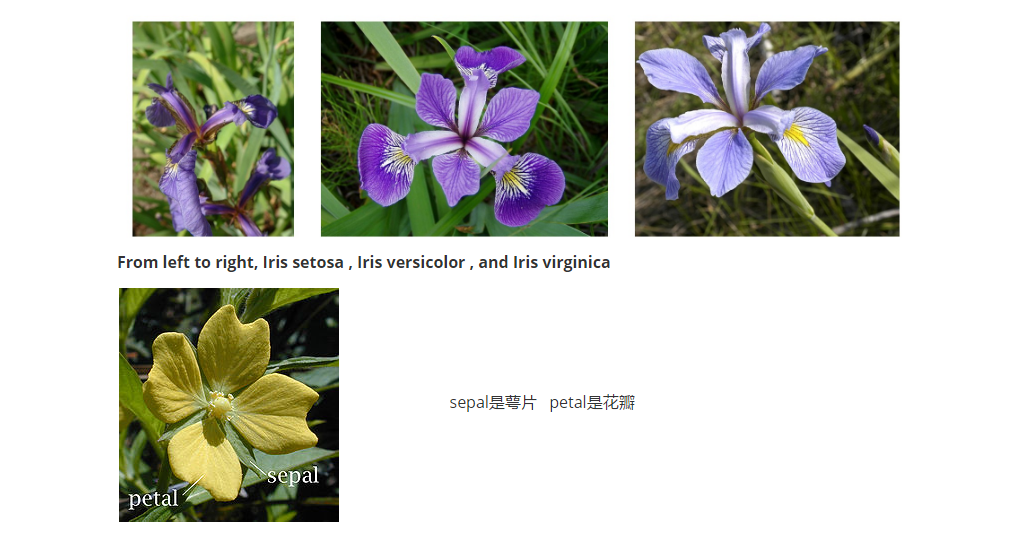 From left to right, Iris setosa , Iris versicolor , and Iris virginica
sepal是萼片 petal是花瓣
sepal
petal